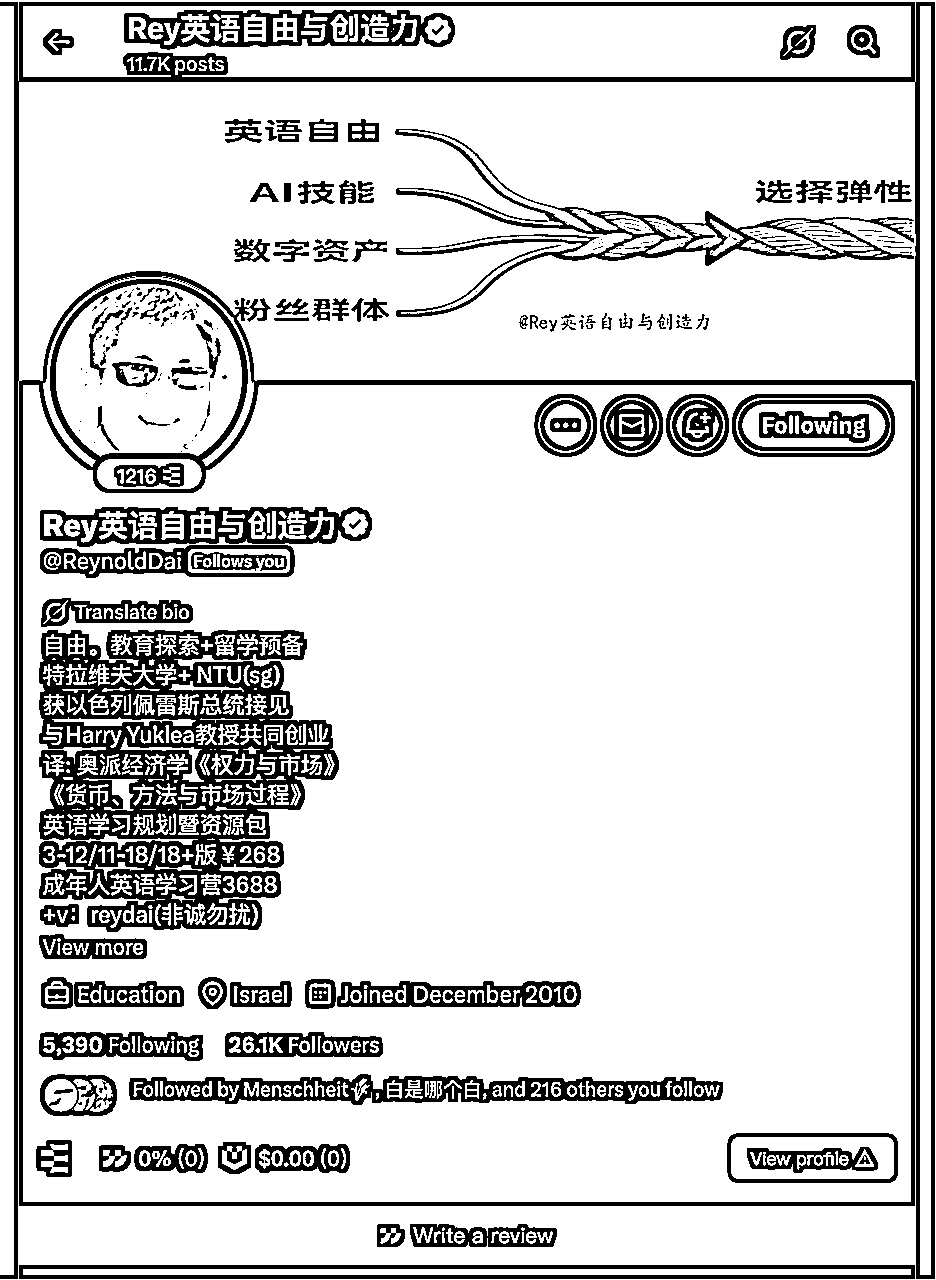 Rey英语自由与创造力
11.7K posts
英语自由
AI技能
数字资产
粉丝群体
选择弹性
@Rey英语自由与创造力
Following
1216
Rey英语自由与创造力
@ReynoldDai Follows you
Translate bio
自由。教育探索+留学预备
特拉维夫大学+ NTU(sg)
获以色列佩雷斯总统接见
与Harry Yuklea教授共同创业
译: 奥派经济学《权力与市场》
《货币、方法与市场过程》
英语学习规划暨资源包
3-12/11-18/18+版￥268
成年人英语学习营3688
+v：reydai(非诚勿扰)
View more
Education Israel Joined December 2010
5,390 Following 26.1K Followers
Followed by Menschheit, 白是哪个白, and 216 others you follow
0% (0) $0.00 (0) View profile
Write a review